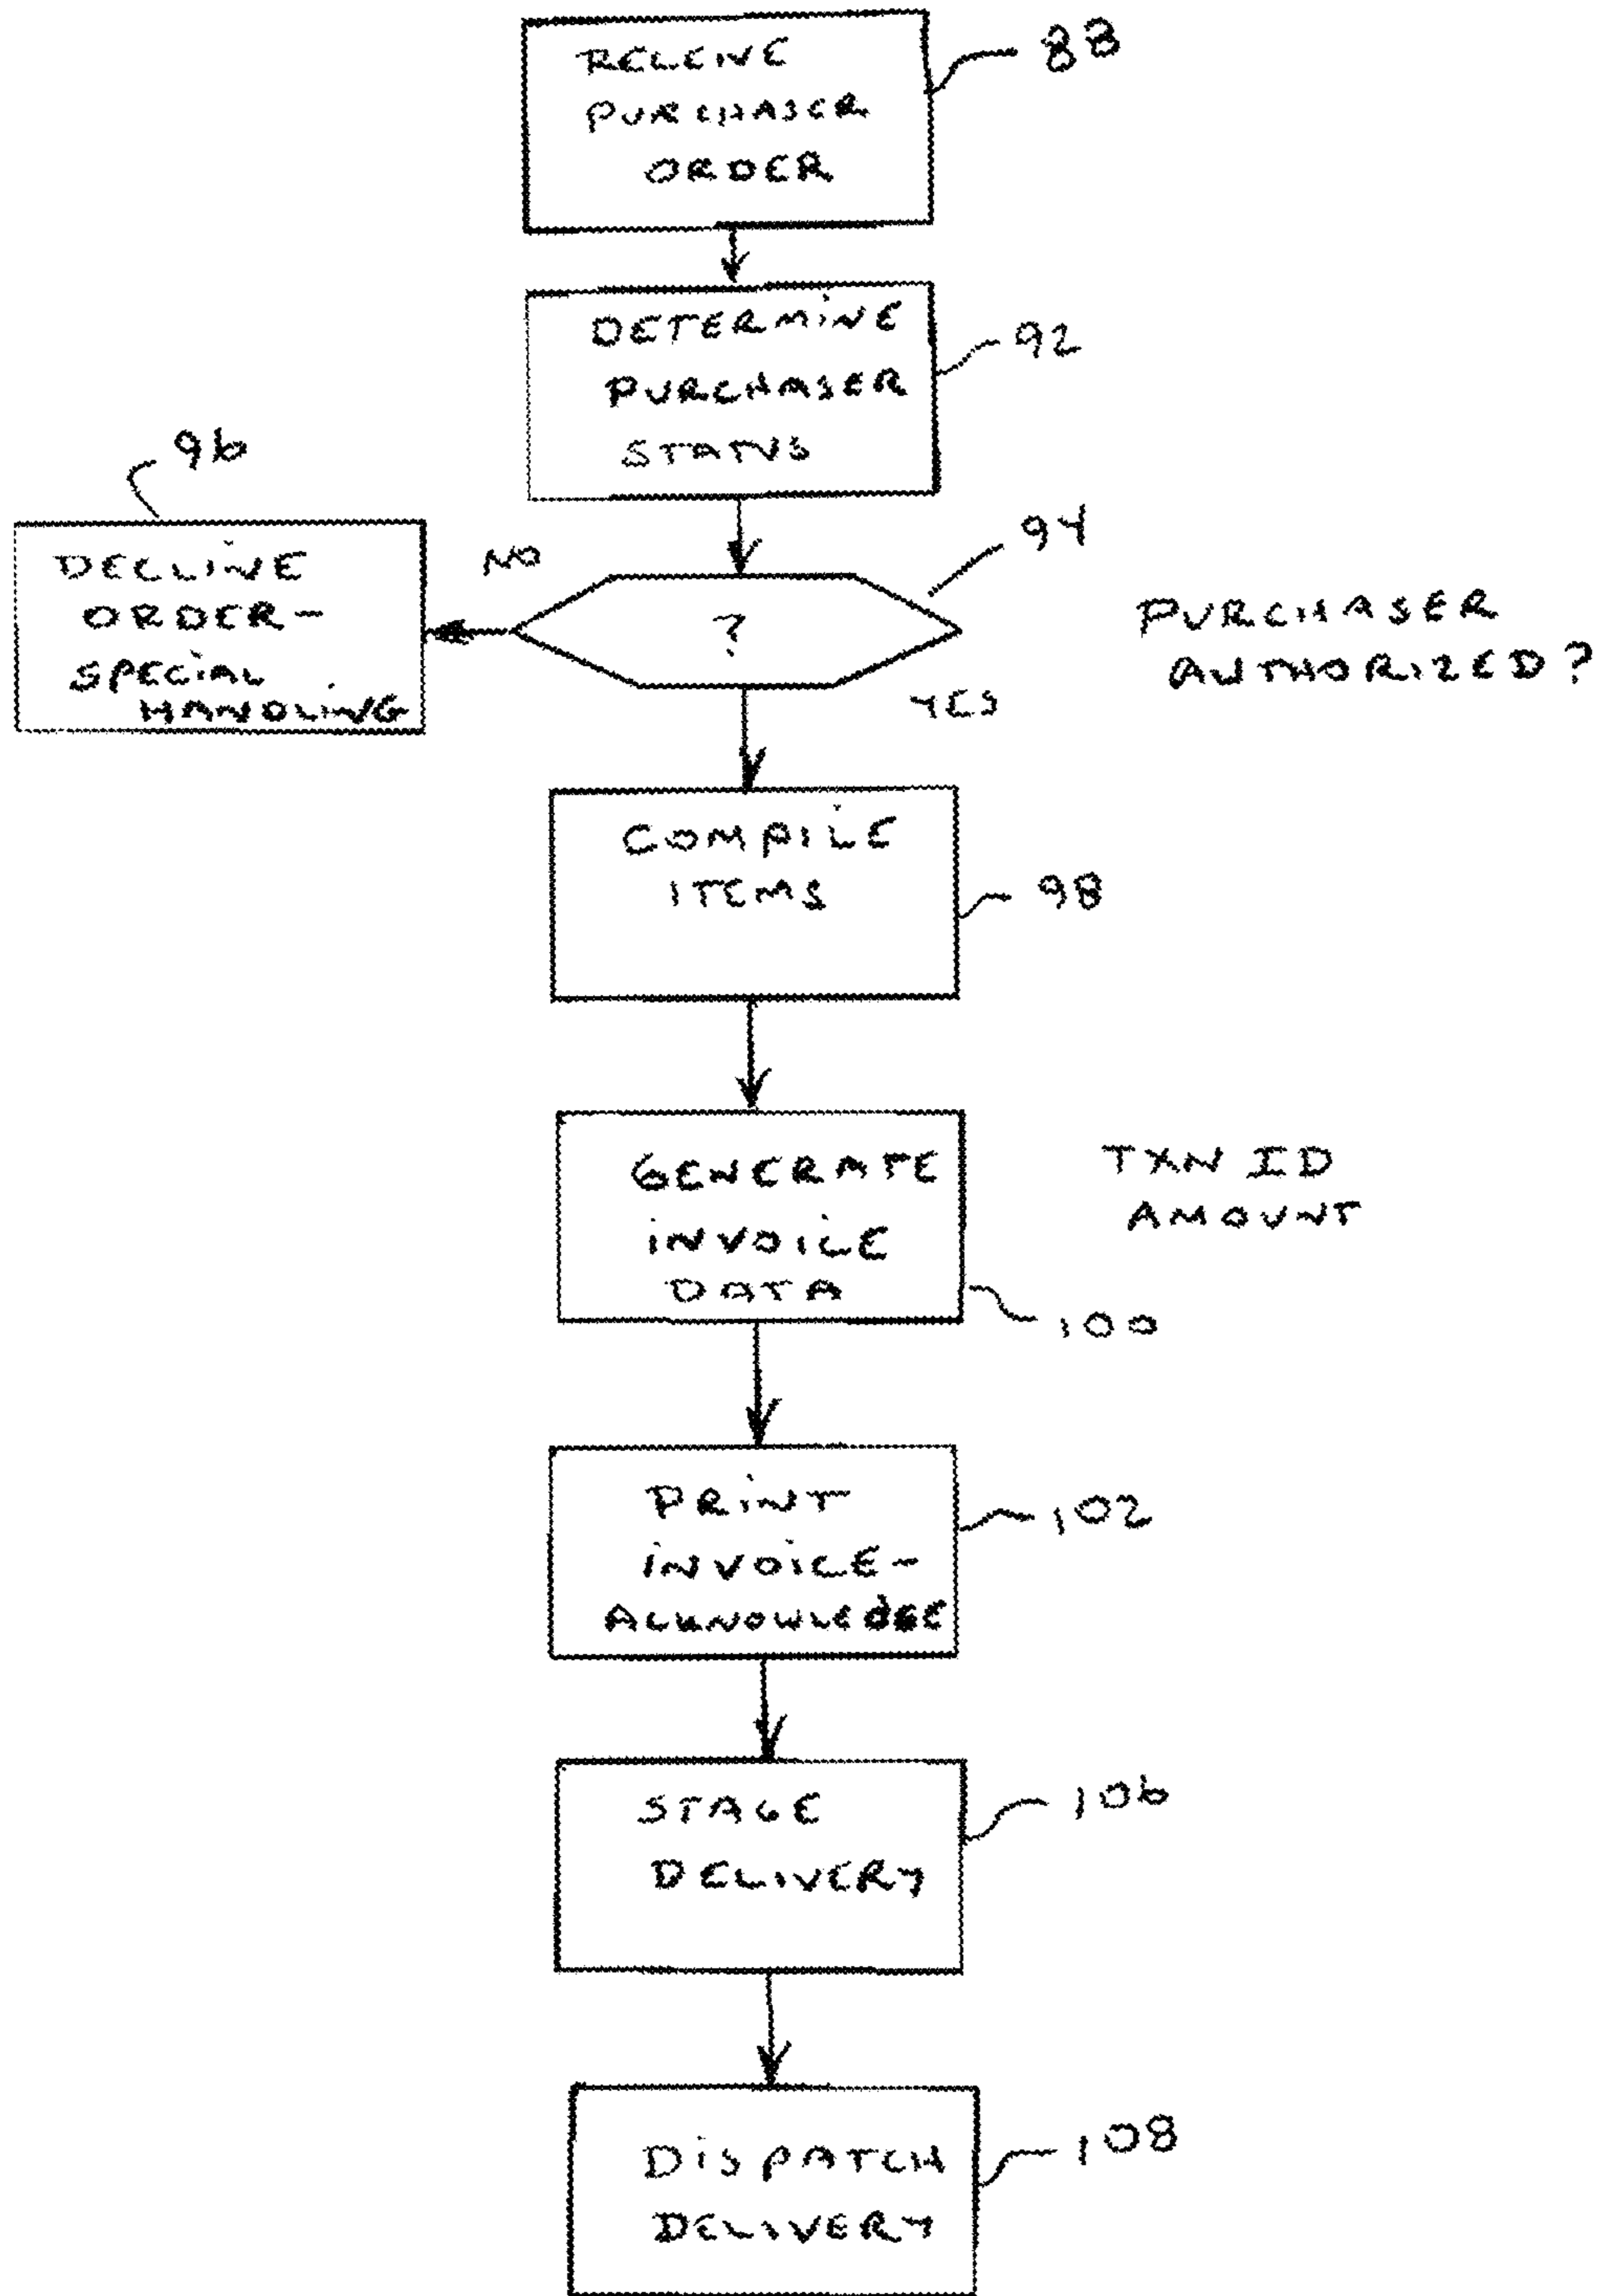 RECEIVE
PURCHASER
ORDER
88
DETERMINE
PURCHASER
STATUS
92
96
DECLINE
ORDER-
SPECIAL
HANDLING
NO
?
94
PURCHASER
AUTHORIZED?
YES
COMPILE
ITEMS
98
GENERATE
INVOICE
DATA
TXN ID
AMOUNT
100
PRINT
INVOICE-
ACKNOWLEDGE
102
STAGE
DELIVERY
106
DISPATCH
DELIVERY
108